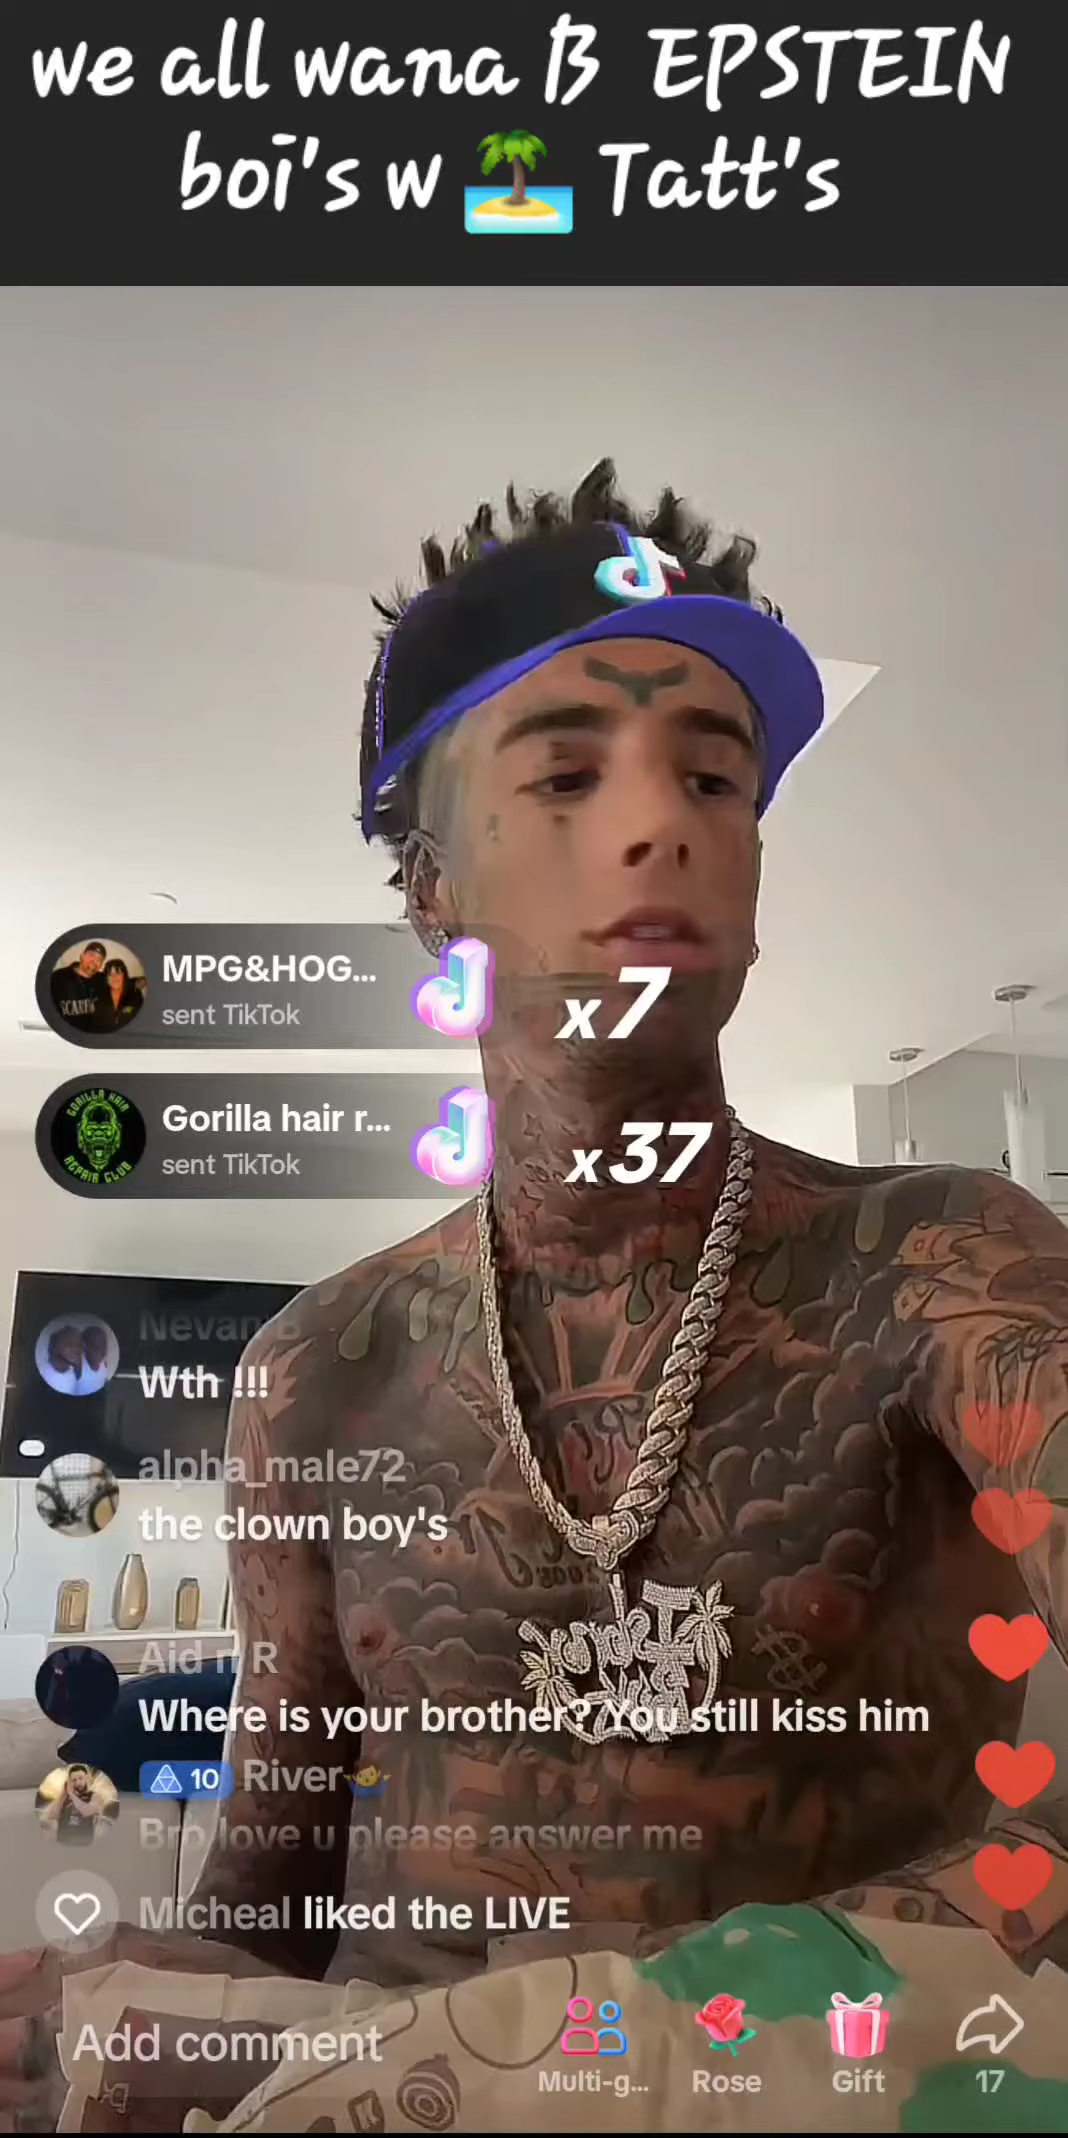 we all wana B EPSTEIN
boi's w Tatt's
MPG&HOG...
sent TikTok
x7
Gorilla hair r...
sent TikTok
x37
Nevan B
Wth !!!
alpha_male72
the clown boy's
Aid n R
Where is your brother? You still kiss him
10 River
Bro love u please answer me
Micheal liked the LIVE
Add comment
Multi-g...
Rose
Gift
17